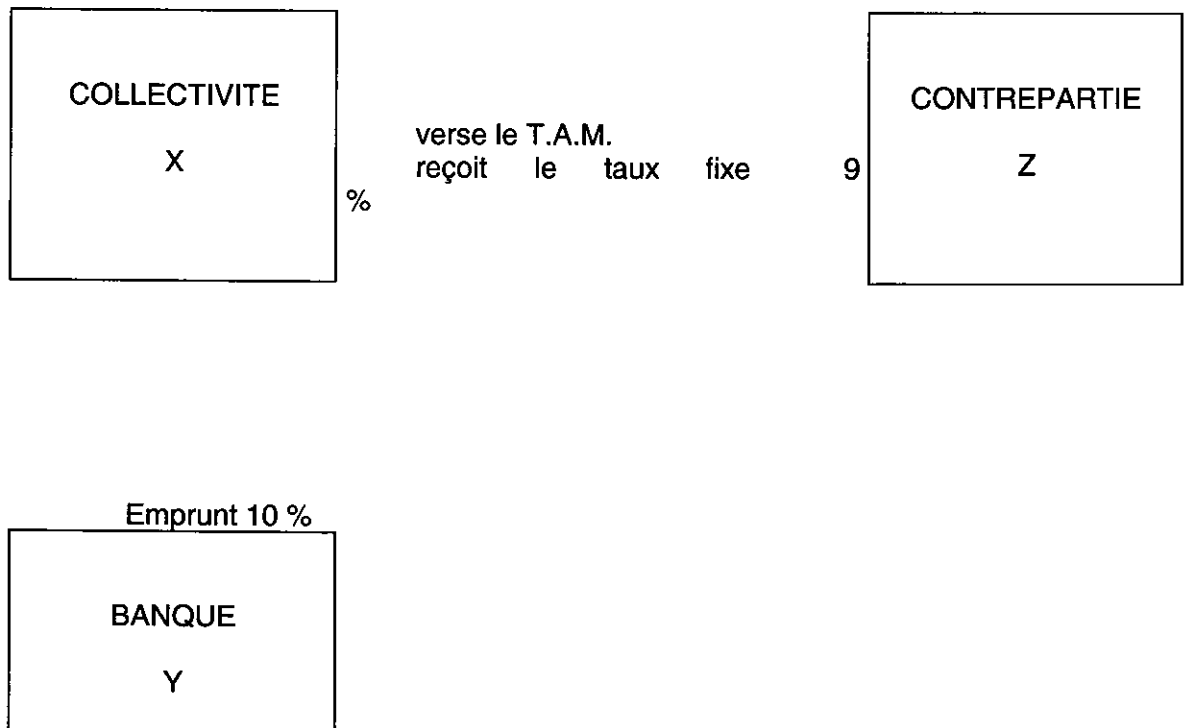 COLLECTIVITE
X
verse le T.A.M.
reçoit le taux fixe 9
%
CONTREPARTIE
Z
Emprunt 10 %
BANQUE
Y